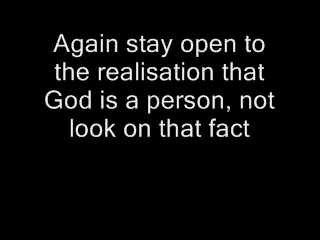 Again stay open to
the realisation that
God is a person, not
look on that fact